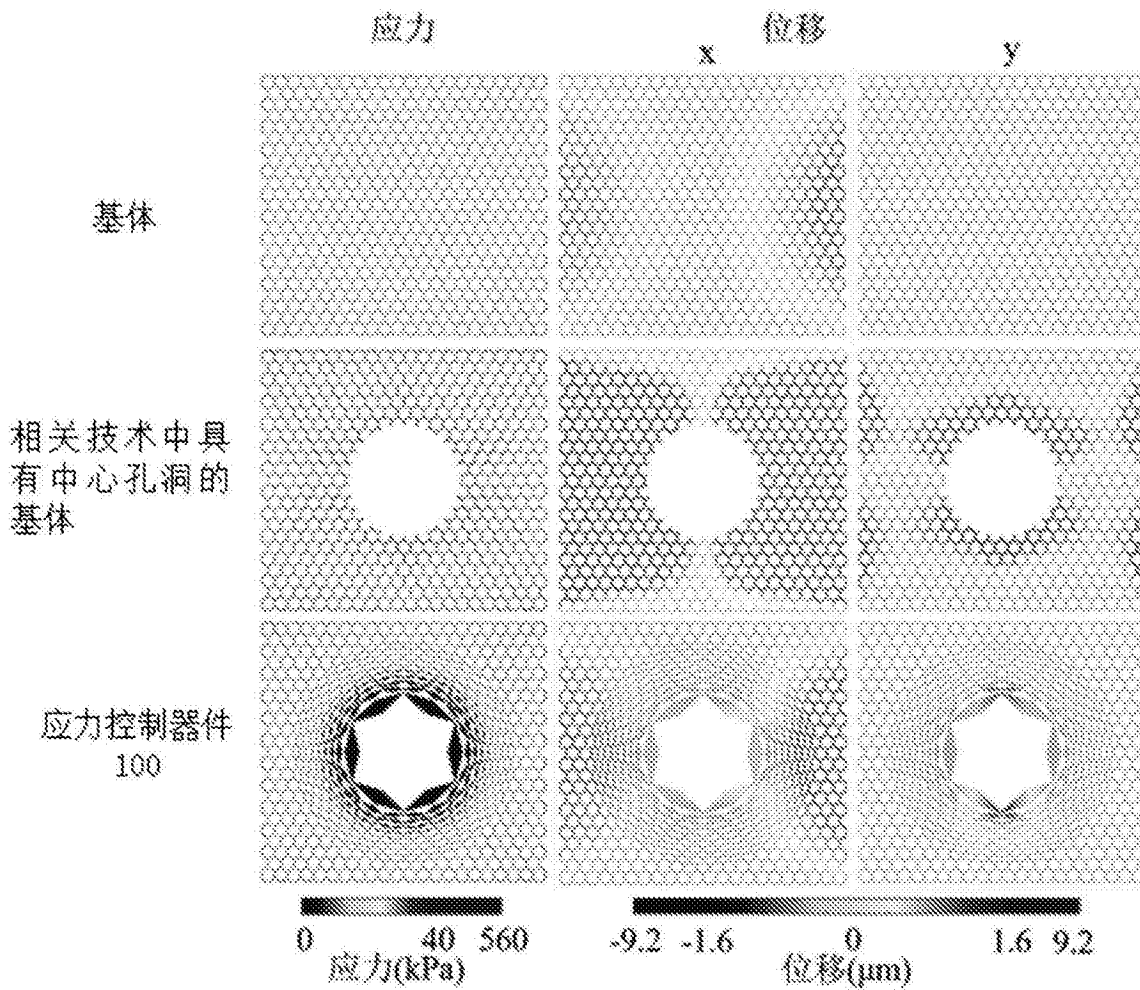 应力
位移
x
y
基体
相关技术中具
有中心孔洞的
基体
应力控制器件
100
0
40
560
应力(kPa)
-9.2
-1.6
0
1.6
9.2
位移(μm)